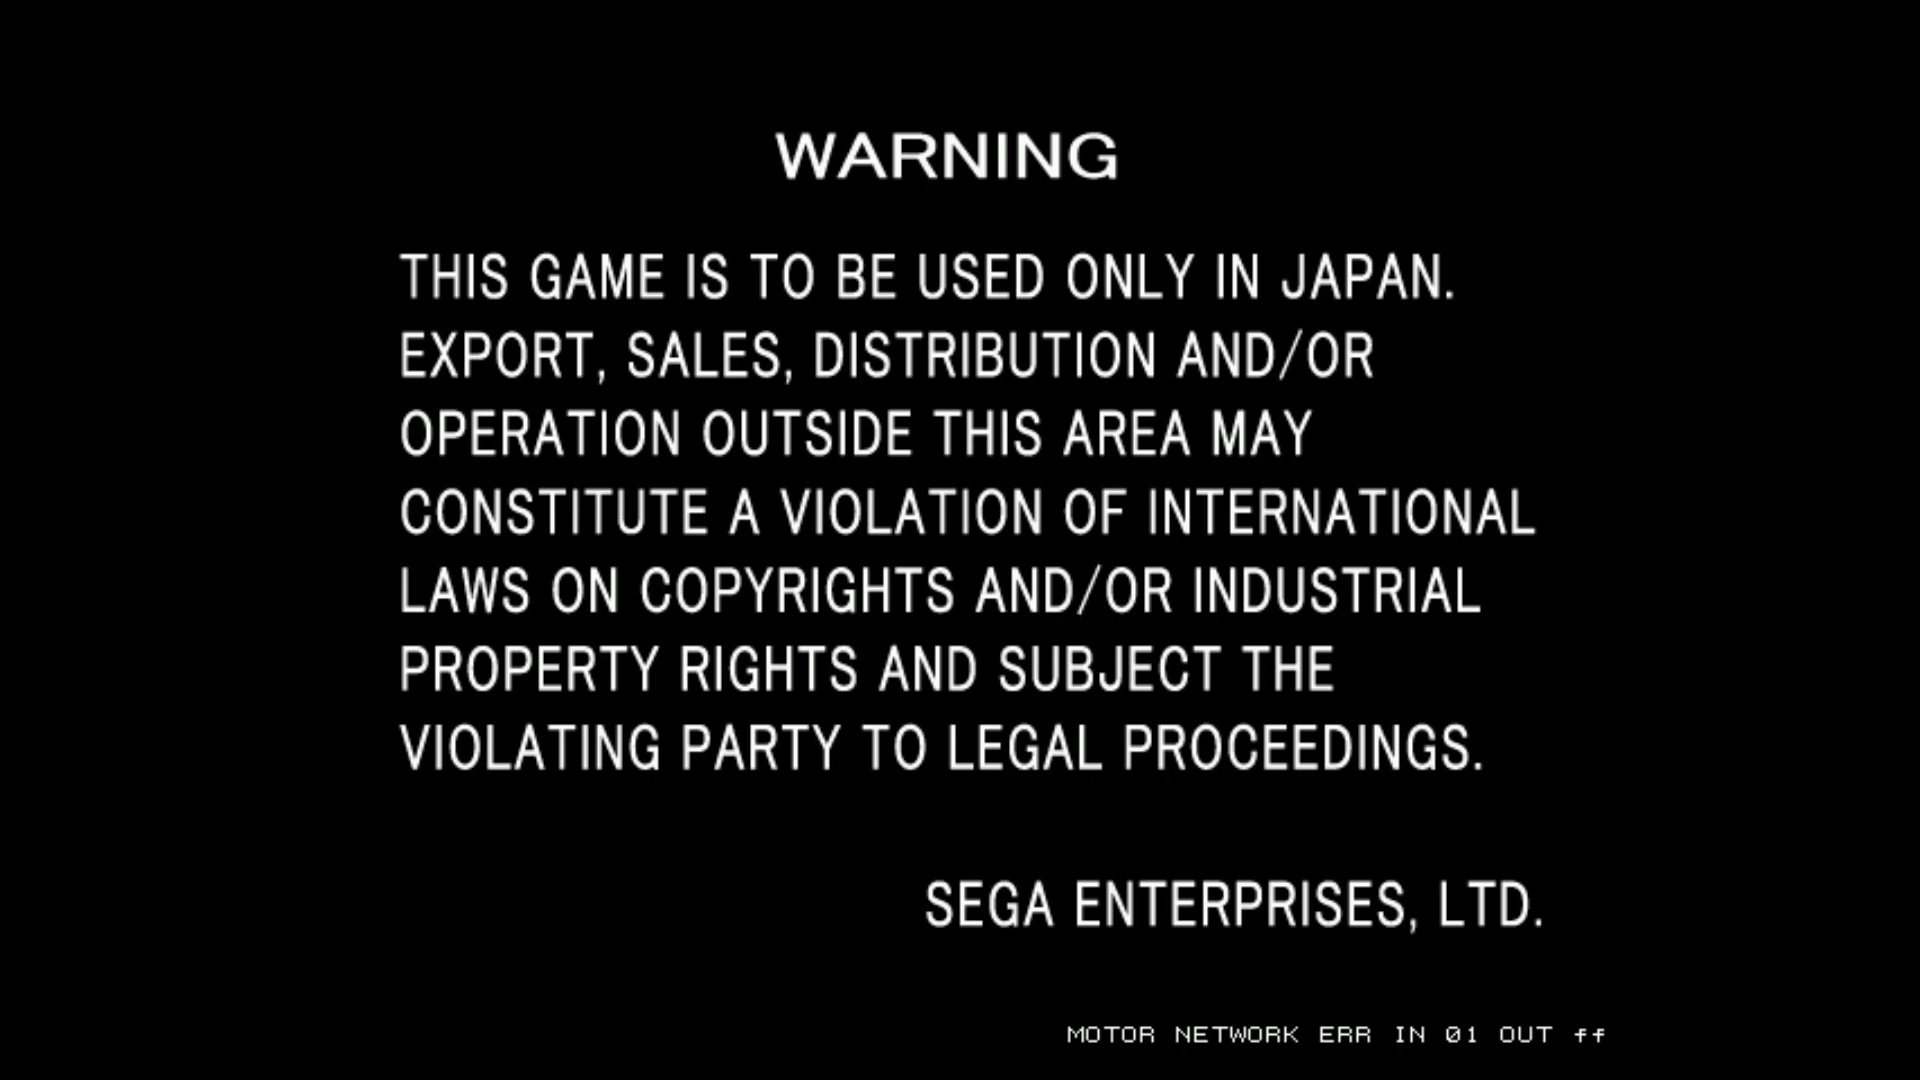 WARNING
THIS GAME IS TO BE USED ONLY IN JAPAN.
EXPORT, SALES, DISTRIBUTION AND/OR
OPERATION OUTSIDE THIS AREA MAY
CONSTITUTE A VIOLATION OF INTERNATIONAL
LAWS ON COPYRIGHTS AND/OR INDUSTRIAL
PROPERTY RIGHTS AND SUBJECT THE
VIOLATING PARTY TO LEGAL PROCEEDINGS.
SEGA ENTERPRISES, LTD.
MOTOR NETWORK ERR IN 01 OUT ff